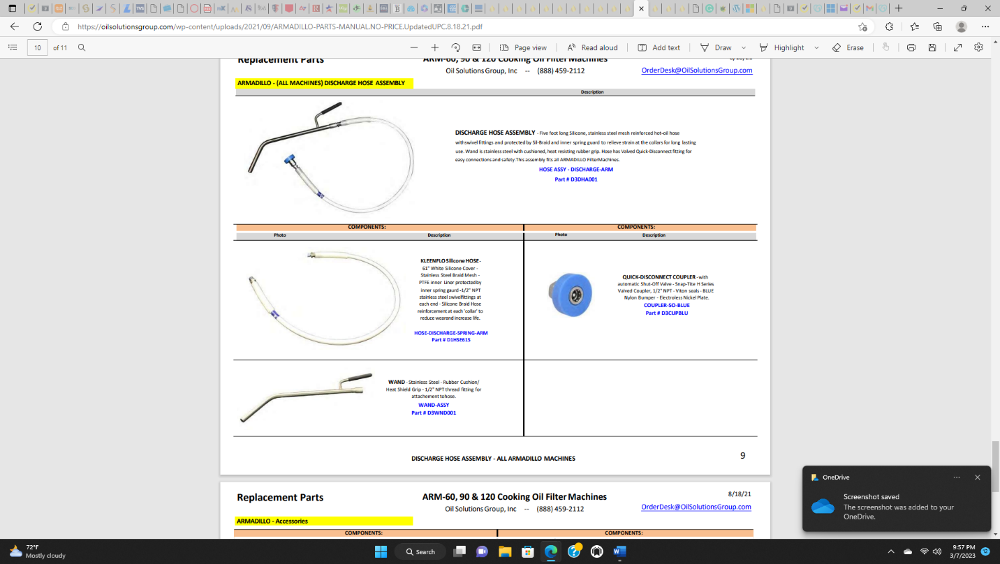 https://oilsolutionsgroup.com/wp-content/uploads/2021/09/ARMADILLO-PARTS-MANUAL.NO-PRICE.UpdatedUPC.8.18.21.pdf
10 of 11
Page view
Read aloud
Add text
Draw
Highlight
Erase
Replacement Parts
ARM-60, 90 & 120 Cooking Oil Filter Machines
8/18/21
Oil Solutions Group, Inc -- (888) 459-2112
OrderDesk@OilSolutionsGroup.com
ARMADILLO - (ALL MACHINES) DISCHARGE HOSE ASSEMBLY
Description
DISCHARGE HOSE ASSEMBLY - Five foot long Silicone, stainless steel mesh reinforced hot-oil hose
withswivel fittings and protected by Sil-Braid and inner spring guard to relieve strain at the collars for long lasting
use. Wand is stainless steel with cushioned, heat resisting rubber grip. Hose has Valved Quick-Disconnect fitting for
easy connections and safety.This assembly fits all ARMADILLO FilterMachines.
HOSE ASSY - DISCHARGE-ARM
Part # D3DHA001
COMPONENTS:
COMPONENTS:
Photo
Description
Photo
Description
KLEENFLO Silicone HOSE-
61" White Silicone Cover -
Stainless Steel Braid Mesh -
PTFE inner Liner protected by
inner spring gaurd -1/2" NPT
stainless steel swivelfittings at
each end - Silicone Braid Hose
reinforcement at each 'collar' to
reduce wearand increase life.
HOSE-DISCHARGE-SPRING-ARM
Part # D1HSE61S
QUICK-DISCONNECT COUPLER - with
automatic Shut-Off Valve - Snap-Tite H Series
Valved Coupler, 1/2" NPT - Viton seals - BLUE
Nylon Bumper - Electroless Nickel Plate.
COUPLER-SO-BLUE
Part # D3CUPBLU
WAND - Stainless Steel - Rubber Cushion/
Heat Shield Grip - 1/2" NPT thread fitting for
attachement tohose.
WAND-ASSY
Part # D3WND001
DISCHARGE HOSE ASSEMBLY - ALL ARMADILLO MACHINES
9
Replacement Parts
ARM-60, 90 & 120 Cooking Oil Filter Machines
8/18/21
Oil Solutions Group, Inc -- (888) 459-2112
OrderDesk@OilSolutionsGroup.com
ARMADILLO - Accessories
COMPONENTS:
COMPONENTS:
OneDrive
Screenshot saved
The screenshot was added to your
OneDrive.
72°F
Mostly cloudy
Search
9:57 PM
3/7/2023
12